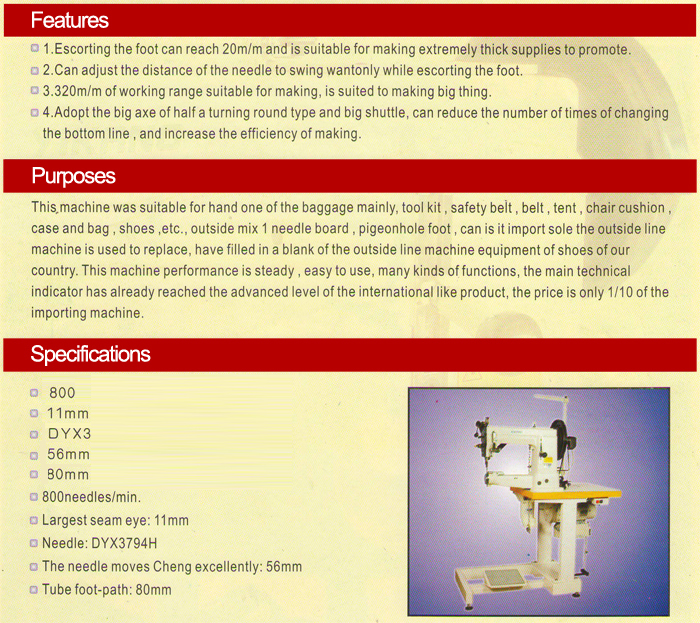 Features
1.Escorting the foot can reach 20m/m and is suitable for making extremely thick supplies to promote.
2.Can adjust the distance of the needle to swing wantonly while escorting the foot.
3.320m/m of working range suitable for making, is suited to making big thing.
4.Adopt the big axe of half a turning round type and big shuttle, can reduce the number of times of changing
the bottom line , and increase the efficiency of making.
Purposes
This machine was suitable for hand one of the baggage mainly, tool kit , safety belt , belt , tent , chair cushion ,
case and bag , shoes ,etc., outside mix 1 needle board , pigeonhole foot , can is it import sole the outside line
machine is used to replace, have filled in a blank of the outside line machine equipment of shoes of our
country. This machine performance is steady , easy to use, many kinds of functions, the main technical
indicator has already reached the advanced level of the international like product, the price is only 1/10 of the
importing machine.
Specifications
800
11mm
DYX3
56mm
80mm
800needles/min.
Largest seam eye: 11mm
Needle: DYX3794H
The needle moves Cheng excellently: 56mm
Tube foot-path: 80mm